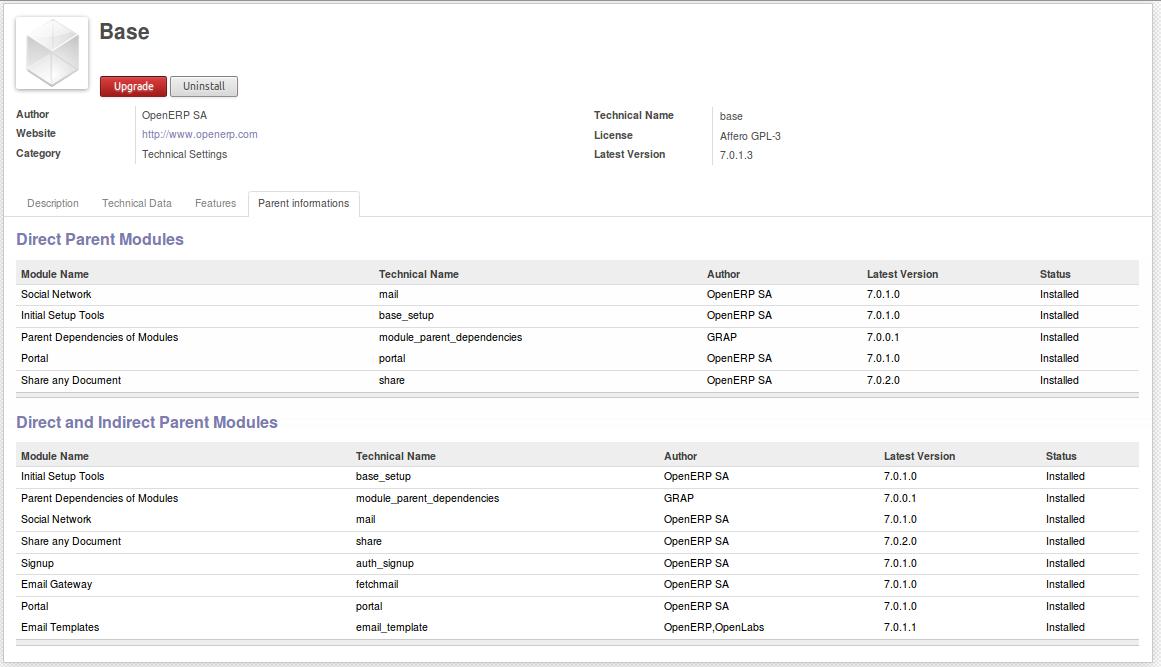 Base
Upgrade Uninstall
Author OpenERP SA Technical Name base
Website http://www.openerp.com License Affero GPL-3
Category Technical Settings Latest Version 7.0.1.3
Description Technical Data Features Parent informations
Direct Parent Modules
Module Name Technical Name Author Latest Version Status
Social Network mail OpenERP SA 7.0.1.0 Installed
Initial Setup Tools base_setup OpenERP SA 7.0.1.0 Installed
Parent Dependencies of Modules module_parent_dependencies GRAP 7.0.0.1 Installed
Portal portal OpenERP SA 7.0.1.0 Installed
Share any Document share OpenERP SA 7.0.2.0 Installed
Direct and Indirect Parent Modules
Module Name Technical Name Author Latest Version Status
Initial Setup Tools base_setup OpenERP SA 7.0.1.0 Installed
Parent Dependencies of Modules module_parent_dependencies GRAP 7.0.0.1 Installed
Social Network mail OpenERP SA 7.0.1.0 Installed
Share any Document share OpenERP SA 7.0.2.0 Installed
Signup auth_signup OpenERP SA 7.0.1.0 Installed
Email Gateway fetchmail OpenERP SA 7.0.1.0 Installed
Portal portal OpenERP SA 7.0.1.0 Installed
Email Templates email_template OpenERP,OpenLabs 7.0.1.1 Installed